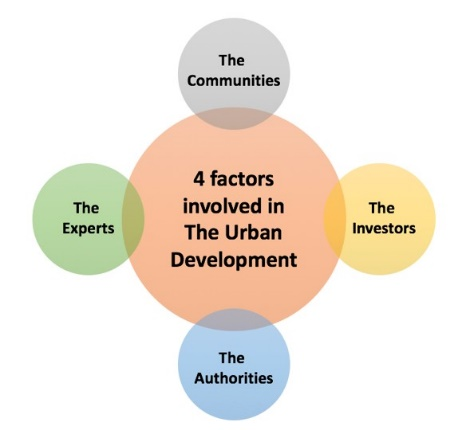 The
Communities
4 factors
involved in
The Urban
Development
The
Experts
The
Investors
The
Authorities